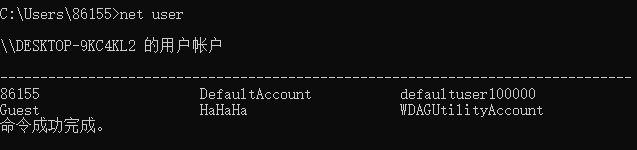 C:\Users\86155>net user
\\DESKTOP-9KC4KL2 的用户帐户
-------------------------------------------------------------------------------
86155                    DefaultAccount           defaultuser100000
Guest                    HaHaHa                   WDAGUtilityAccount
命令成功完成。